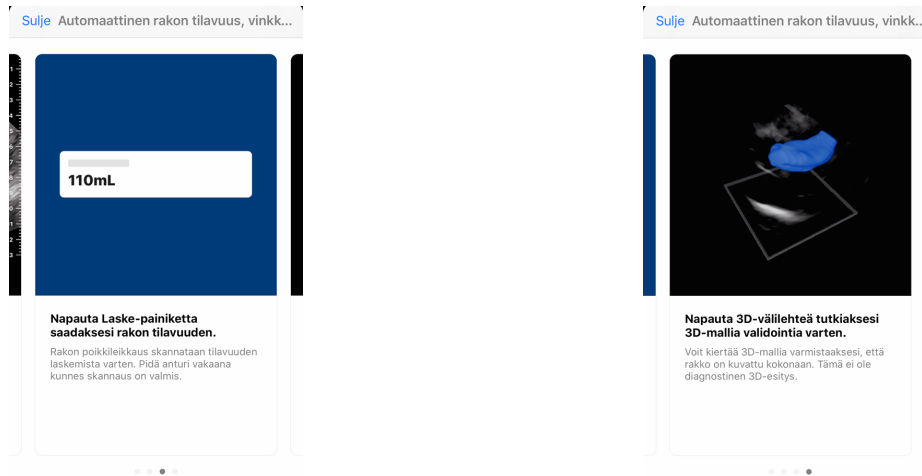 Sulje Automaattinen rakon tilavuus, vinkk...
110mL
Napauta Laske-painiketta
saadaksesi rakon tilavuuden.
Rakon poikkileikkaus skannataan tilavuuden
laskemista varten. Pidä anturi vakaana
kunnes skannaus on valmis.
Sulje Automaattinen rakon tilavuus, vinkk...
Napauta 3D-välilehteä tutkiaksesi
3D-mallia validointia varten.
Voit kiertää 3D-mallia varmistaaksesi, että
rakko on kuvattu kokonaan. Tämä ei ole
diagnostinen 3D-esitys.